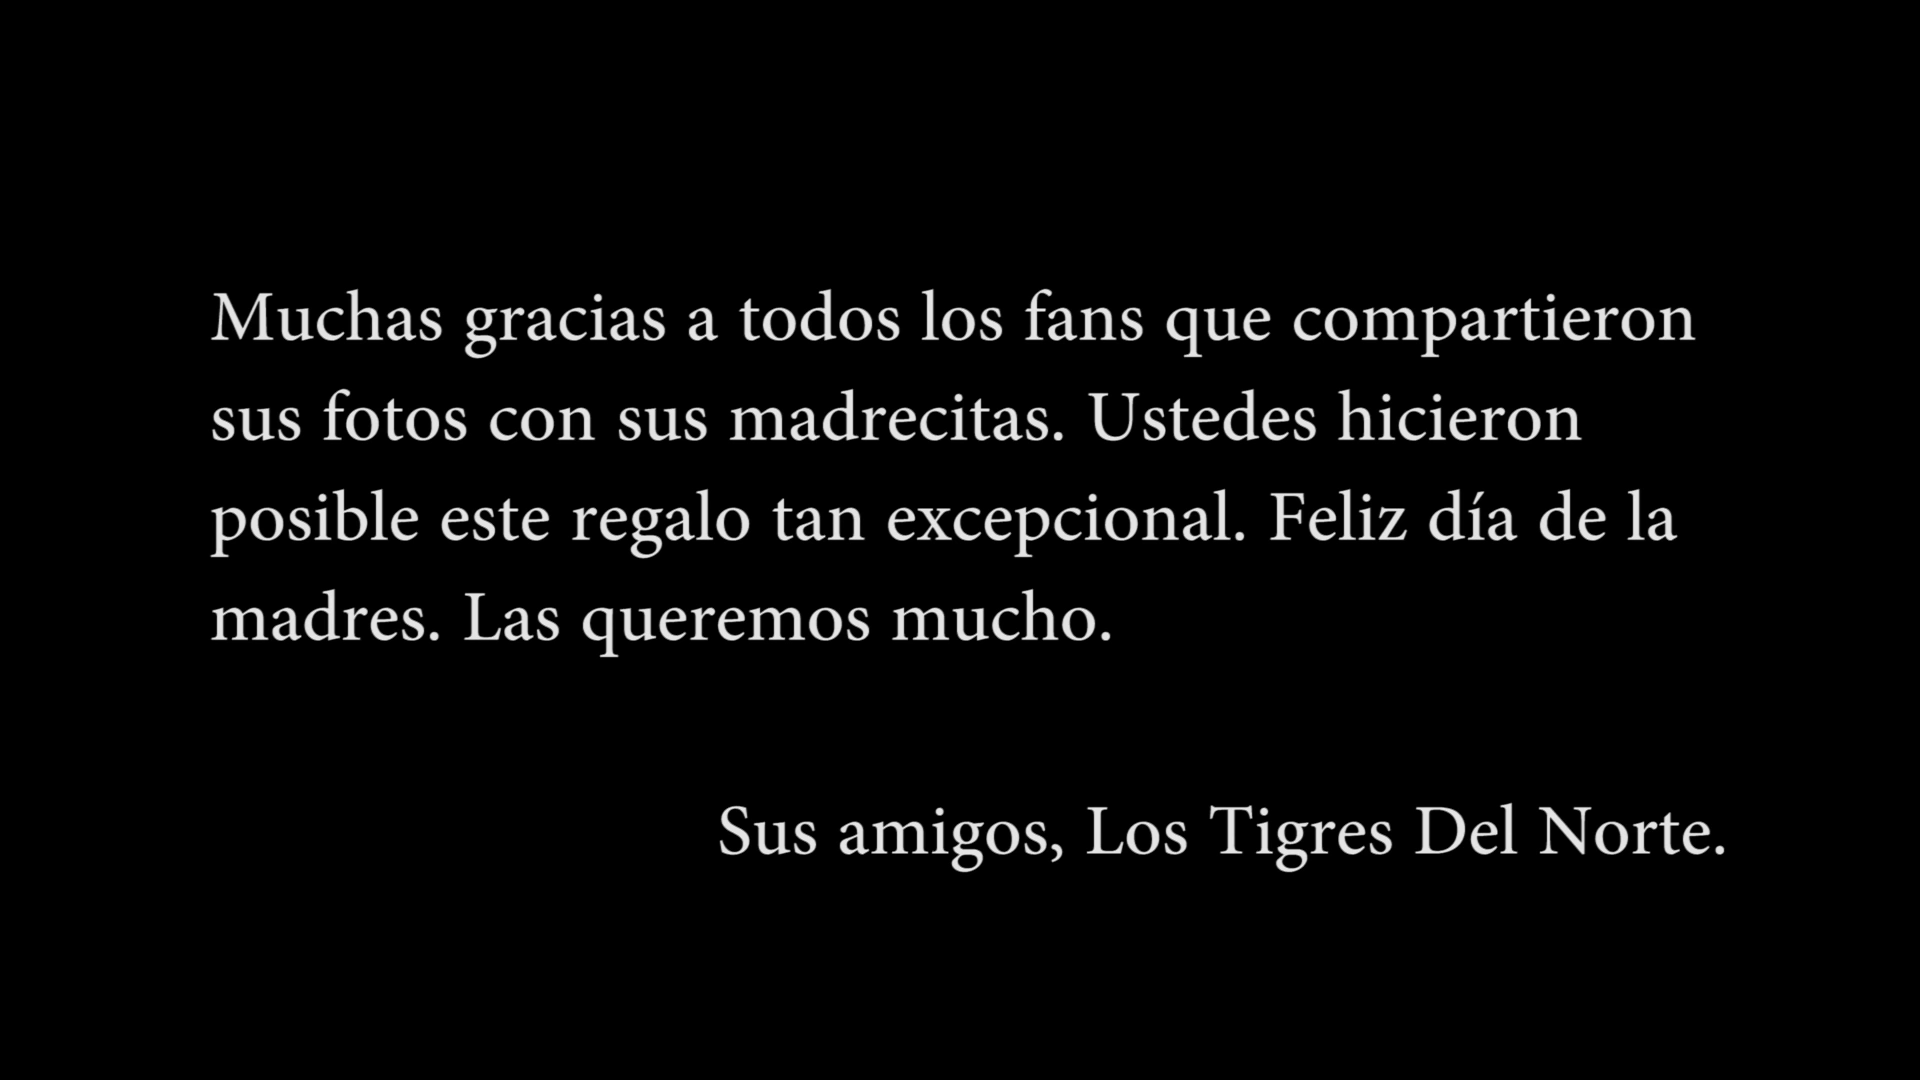 Muchas gracias a todos los fans que compartieron
sus fotos con sus madrecitas. Ustedes hicieron
posible este regalo tan excepcional. Feliz día de la
madres. Las queremos mucho.
Sus amigos, Los Tigres Del Norte.